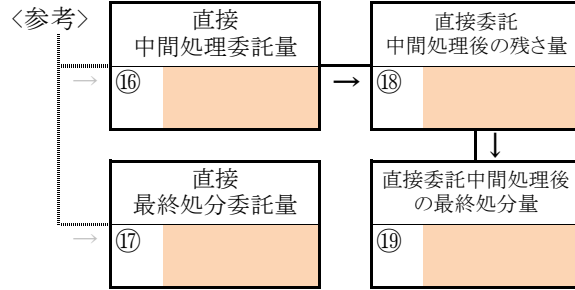 〈参考〉
直接
中間処理委託量
→
⑯
→
直接委託
中間処理後の残さ量
⑱
↓
直接
最終処分委託量
→
⑰
直接委託中間処理後
の最終処分量
⑲